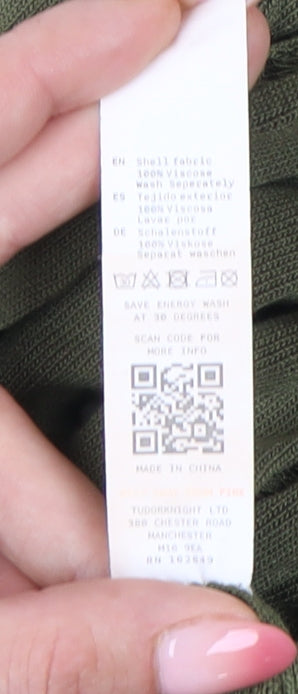 EN Shell fabric
100% Viscose
Wash Seperately
ES Tejido exterior
100% Viscosa
Lavar por
DE Schalenstoff
100% Viskose
Separat waschen
SAVE ENERGY WASH
AT 30 DEGREES
SCAN CODE FOR
MORE INFO
MADE IN CHINA
TUDORKNIGHT LTD
300 CHESTER ROAD
MANCHESTER
M16 9EA